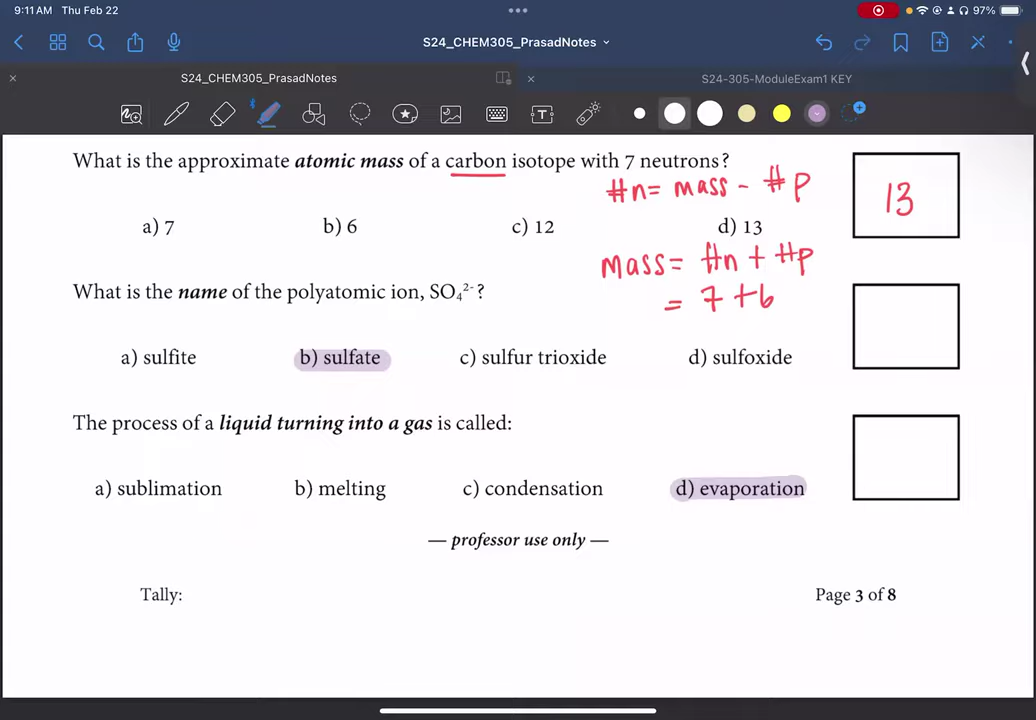 9:11 AM Thu Feb 22
97%
S24_CHEM305_PrasadNotes
S24_CHEM305_PrasadNotes
S24-305-ModuleExam1 KEY
What is the approximate atomic mass of a carbon isotope with 7 neutrons?
#n= mass - #p
13
a) 7 b) 6 c) 12 d) 13
mass= #n + #p
What is the name of the polyatomic ion, SO₄²⁻?
= 7 +6
a) sulfite b) sulfate c) sulfur trioxide d) sulfoxide
The process of a liquid turning into a gas is called:
a) sublimation b) melting c) condensation d) evaporation
— professor use only —
Tally: Page 3 of 8